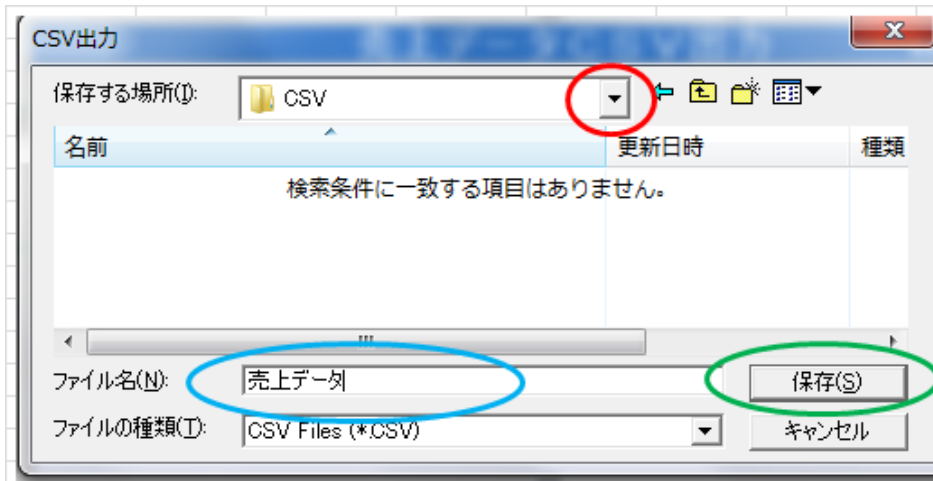 CSV出力
保存する場所(I):
CSV
名前 更新日時 種類
検索条件に一致する項目はありません。
ファイル名(N): 売上データ 保存(S)
ファイルの種類(T): CSV Files (*.CSV) キャンセル